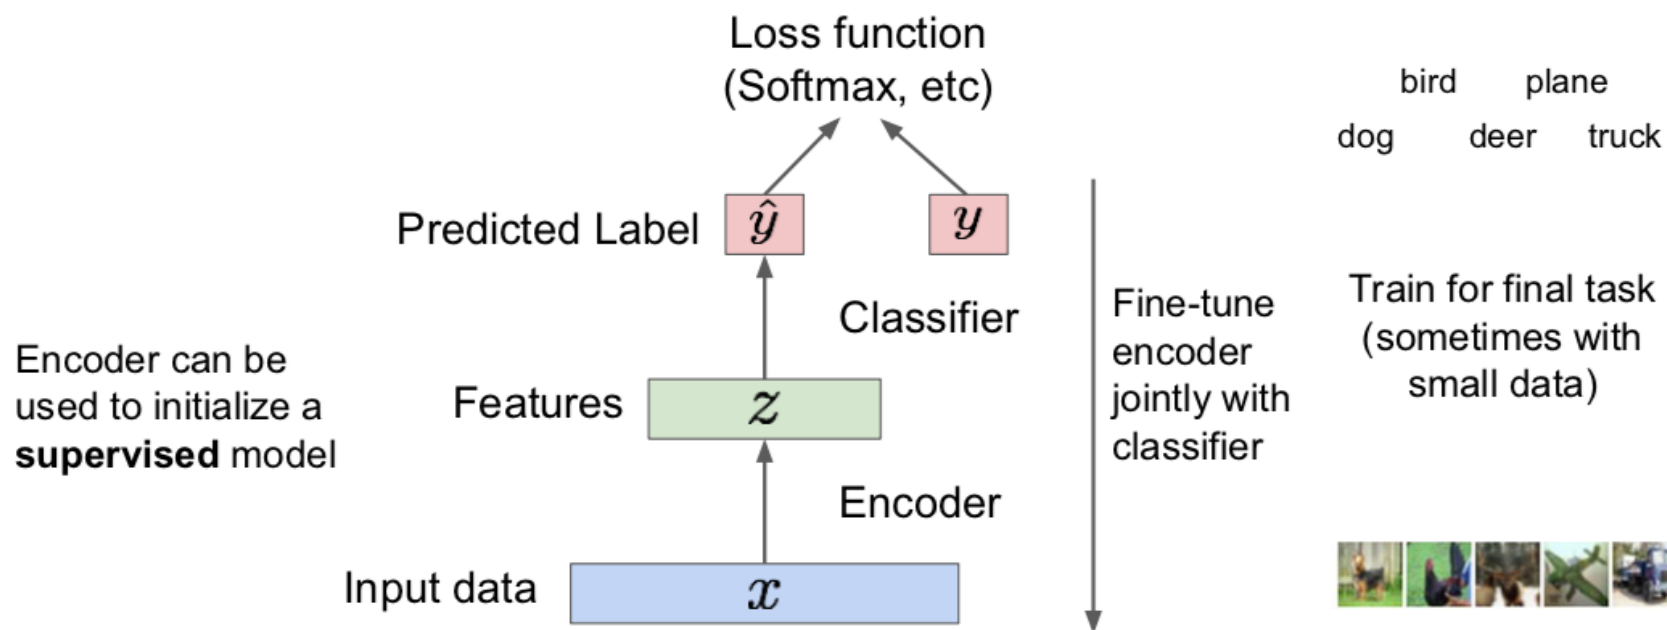 Loss function
(Softmax, etc)
bird plane
dog deer truck
Predicted Label
ŷ
y
Classifier
Fine-tune
encoder
jointly with
classifier
Train for final task
(sometimes with
small data)
Encoder can be
used to initialize a
supervised model
Features
z
Encoder
Input data
x